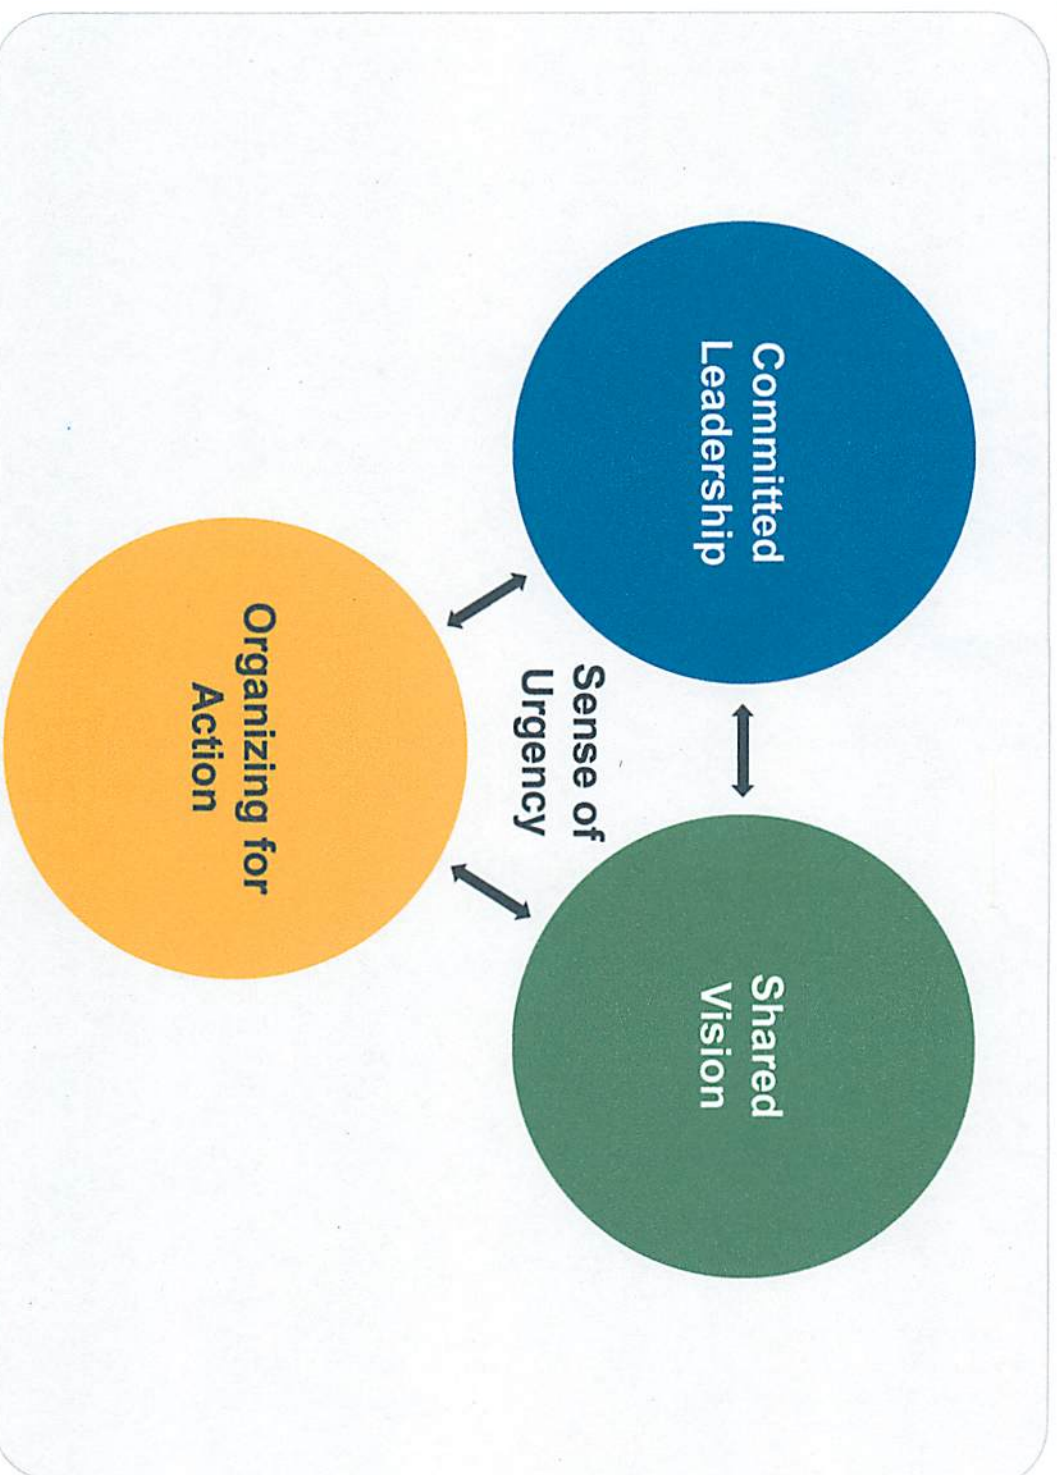 Committed
Leadership
Shared
Vision
Sense of
Urgency
Organizing for
Action